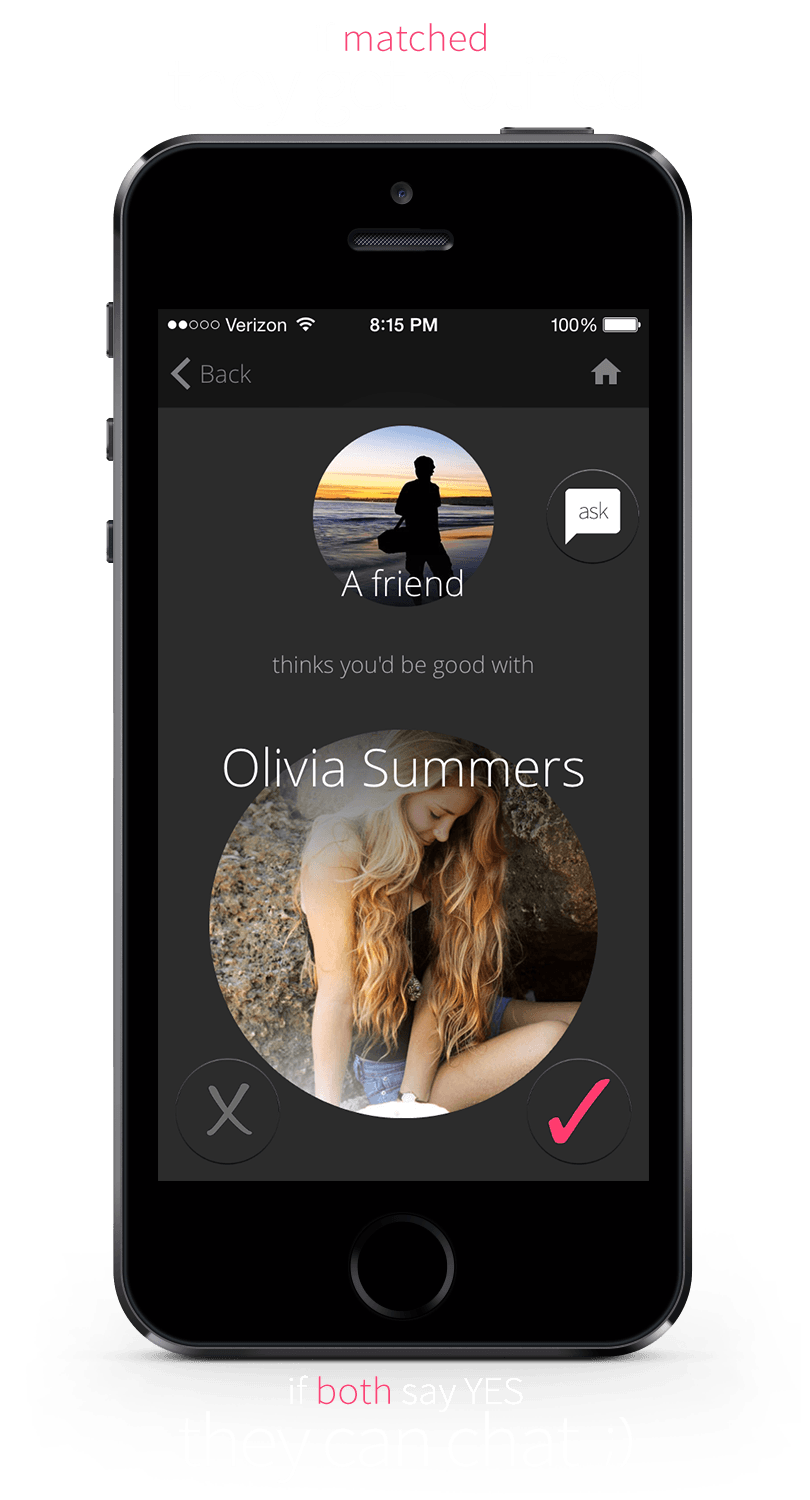 matched
Verizon 8:15 PM 100%
Back
ask
A friend
thinks you'd be good with
Olivia Summers
if both say YES
they can chat ;)